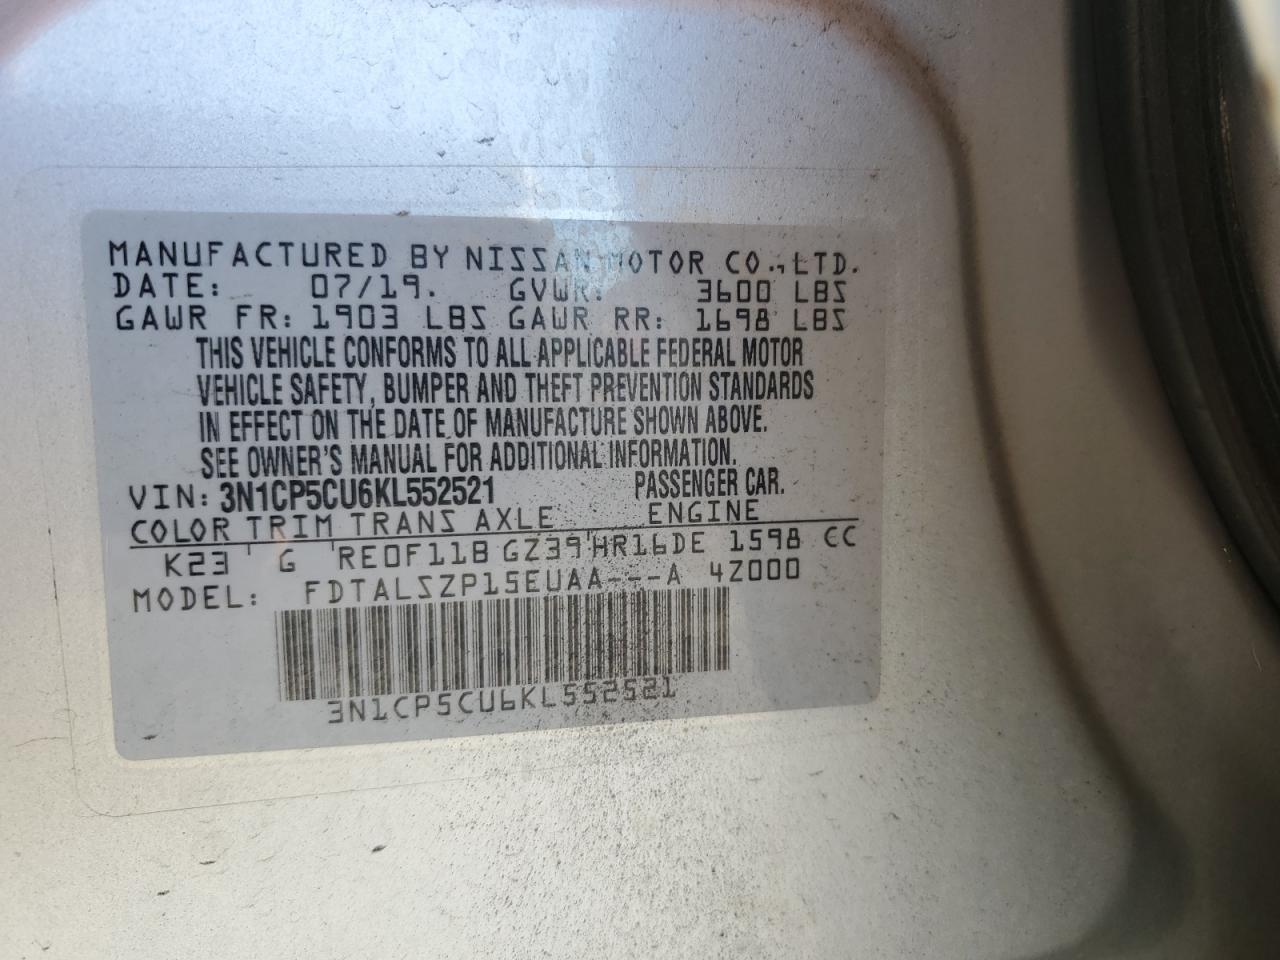 MANUFACTURED BY NISSAN MOTOR CO.,LTD.
DATE: 07/19. GVWR: 3600 LBS
GAWR FR: 1903 LBS GAWR RR: 1698 LBS
THIS VEHICLE CONFORMS TO ALL APPLICABLE FEDERAL MOTOR
VEHICLE SAFETY, BUMPER AND THEFT PREVENTION STANDARDS
IN EFFECT ON THE DATE OF MANUFACTURE SHOWN ABOVE.
SEE OWNER'S MANUAL FOR ADDITIONAL INFORMATION.
VIN: 3N1CP5CU6KL552521 PASSENGER CAR.
COLOR TRIM TRANS AXLE ENGINE
K23 G RE0F11B GZ39 HR16DE 1598 CC
MODEL: FDTALSZP15EUAA---A 4Z000
3N1CP5CU6KL552521